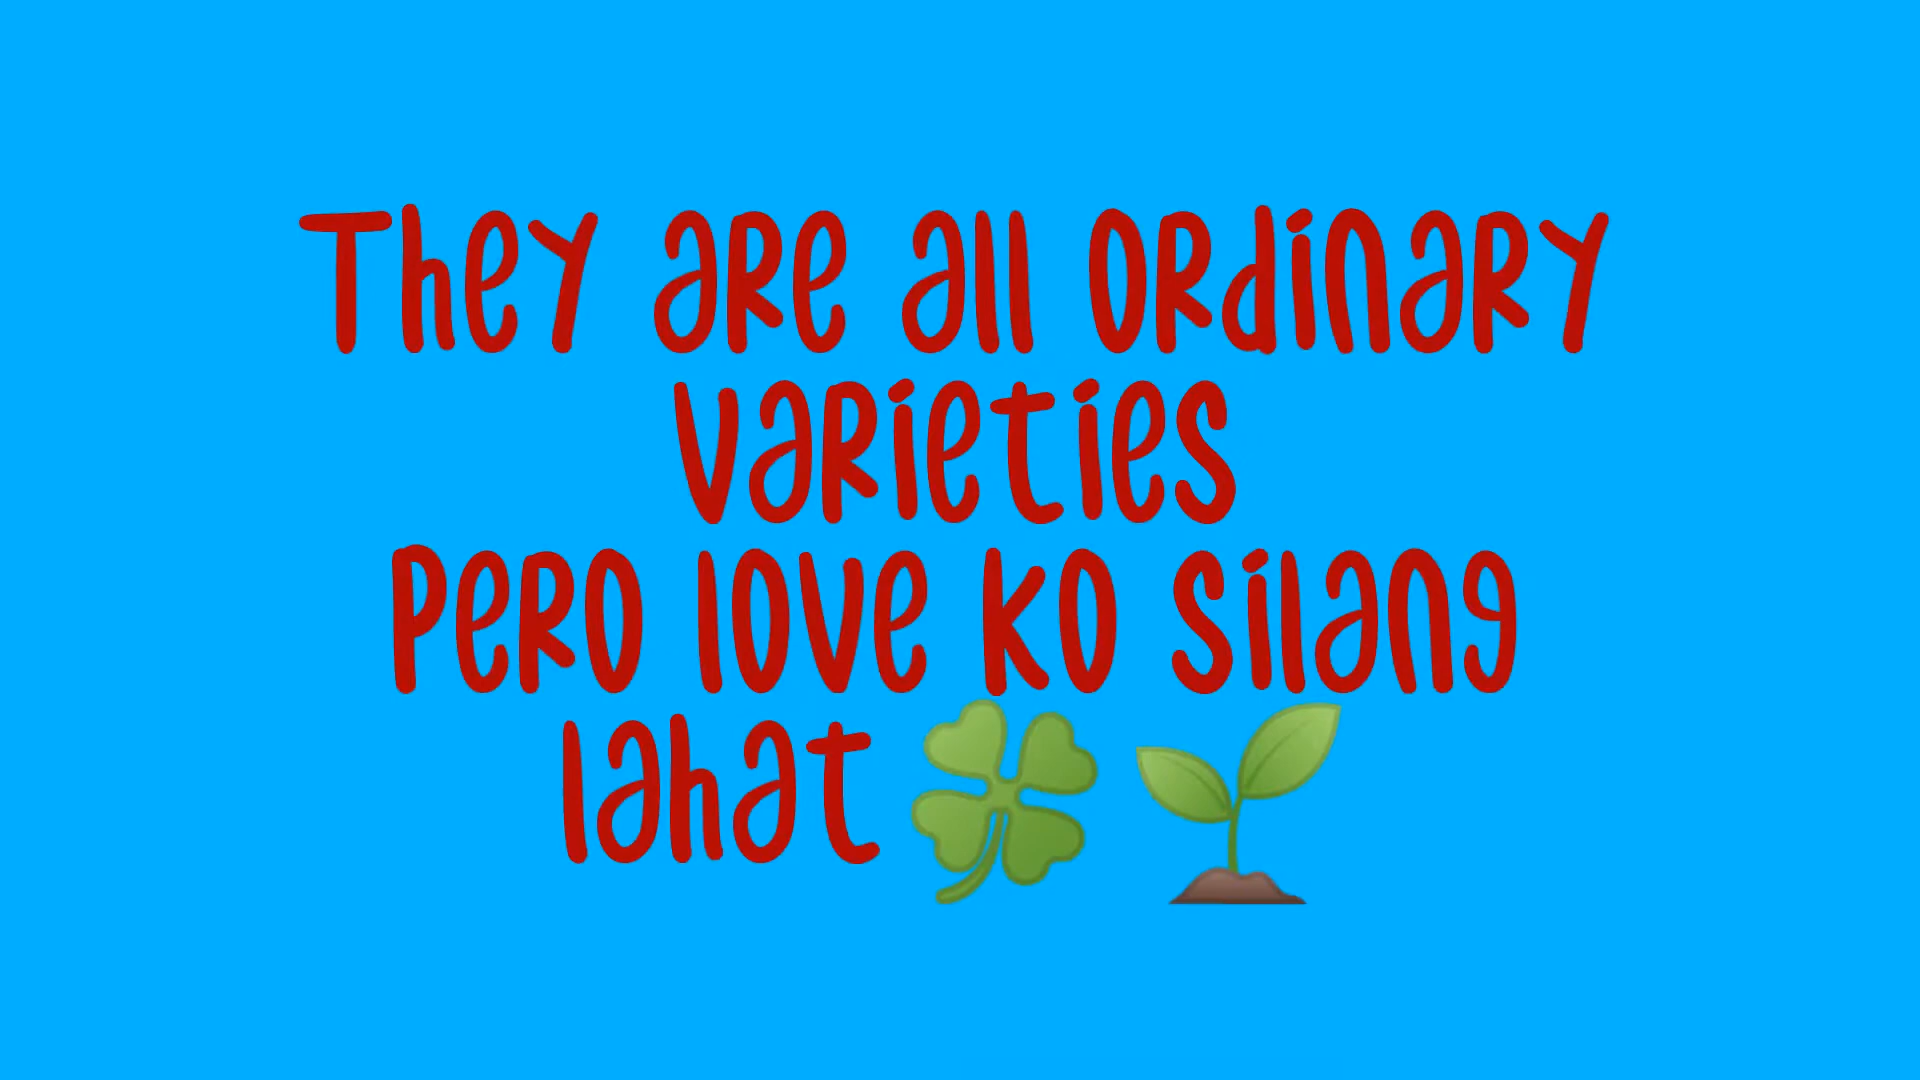 They are all ordinary
varieties
pero love ko silang
lahat 🍀 🌱